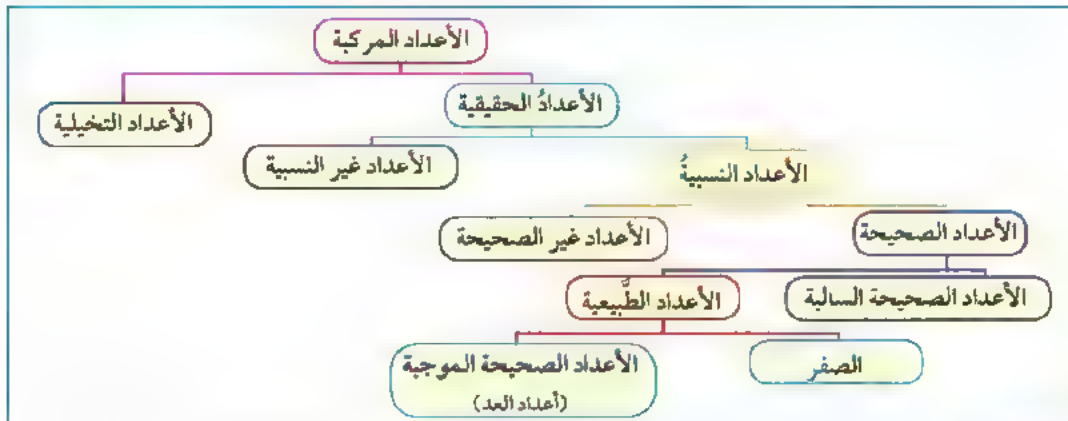 الأعداد المركبة
الأعدادُ الحقيقية
الأعداد التخيلية
الأعداد النسبيةُ
الأعداد غير النسبية
الأعداد الصحيحة
الأعداد غير الصحيحة
الأعداد الصحيحة السالبة
الأعداد الطَّبيعية
الصفر
الأعداد الصحيحة الموجبة
(أعداد العد)